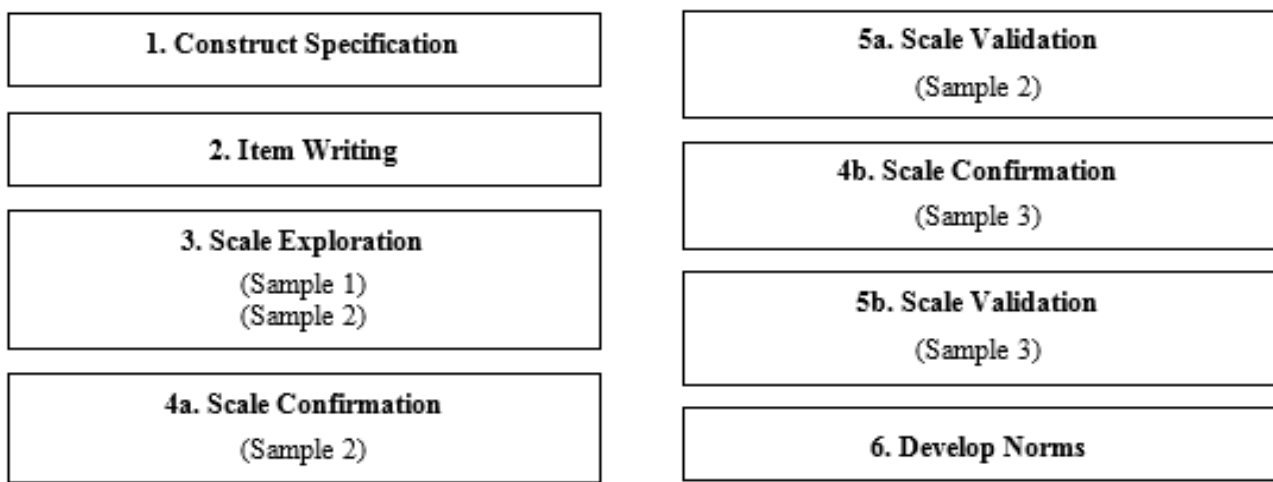 1. Construct Specification
2. Item Writing
3. Scale Exploration
(Sample 1)
(Sample 2)
4a. Scale Confirmation
(Sample 2)
5a. Scale Validation
(Sample 2)
4b. Scale Confirmation
(Sample 3)
5b. Scale Validation
(Sample 3)
6. Develop Norms